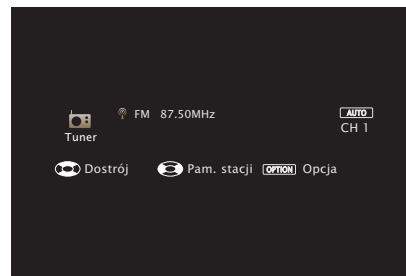 FM 87.50MHz AUTO
Tuner CH 1
Dostrój Pam. stacji OPTION Opcja